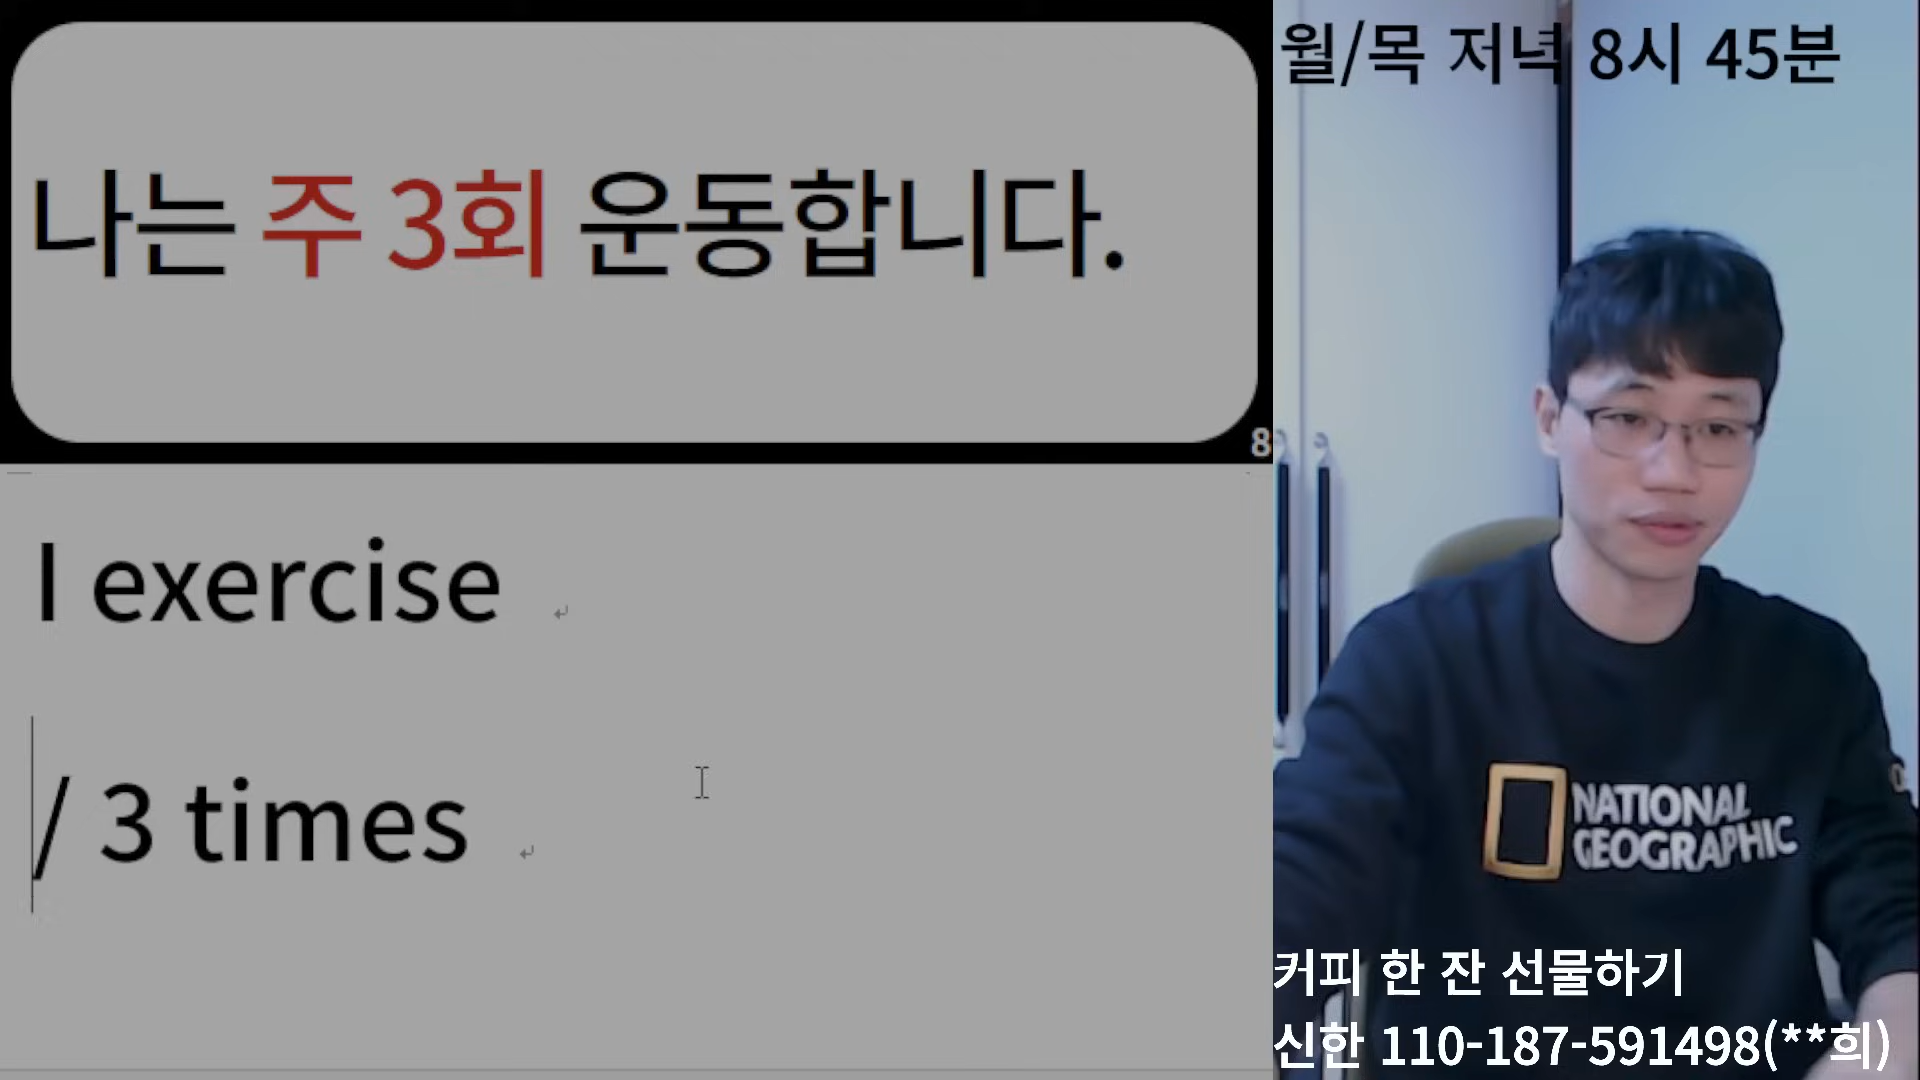 나는 주 3회 운동합니다.
8
I exercise
/ 3 times
월/목 저녁 8시 45분
NATIONAL
GEOGRAPHIC
커피 한 잔 선물하기
신한 110-187-591498(**희)